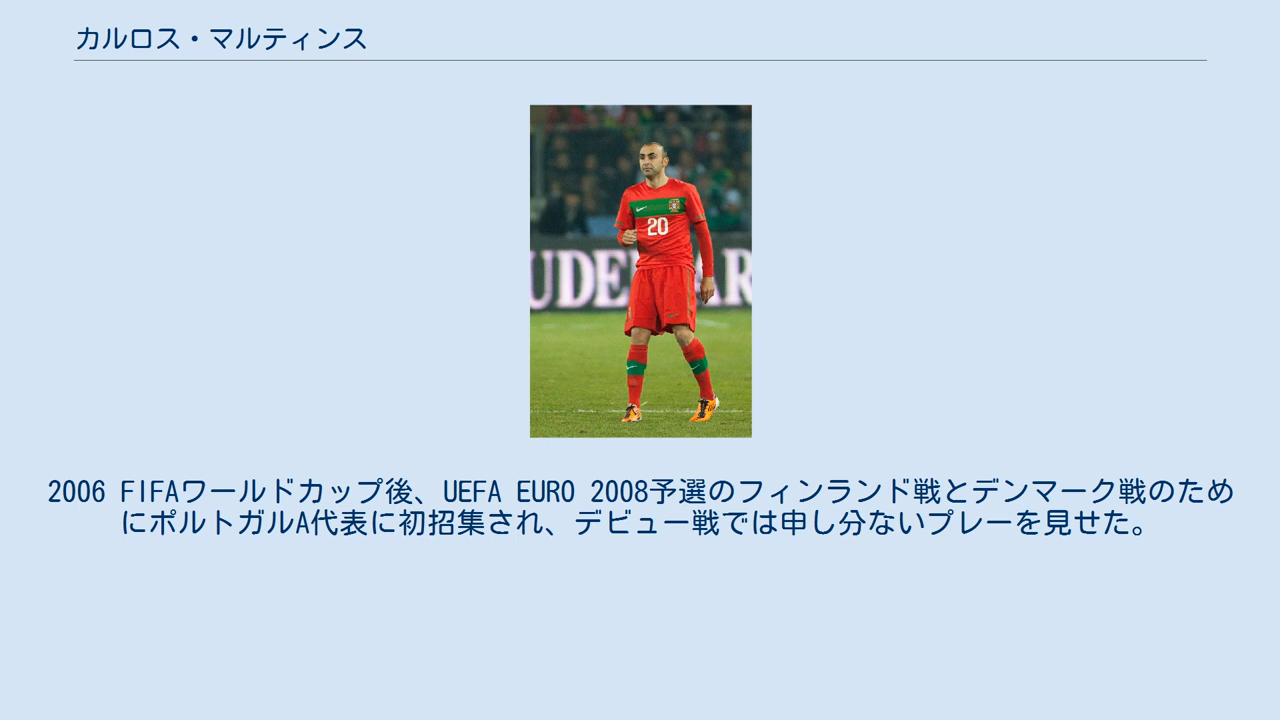 カルロス・マルティンス
20
UDE
AR
2006 FIFAワールドカップ後、UEFA EURO 2008予選のフィンランド戦とデンマーク戦のため
にポルトガルA代表に初招集され、デビュー戦では申し分ないプレーを見せた。